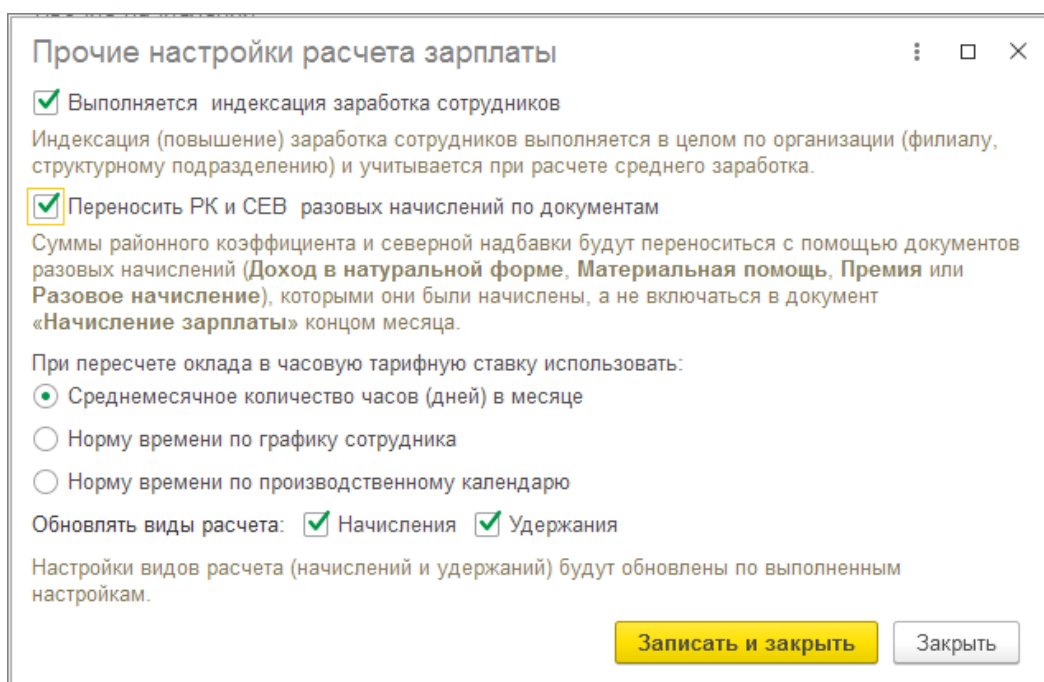 Прочие настройки расчета зарплаты
Выполняется  индексация заработка сотрудников
Индексация (повышение) заработка сотрудников выполняется в целом по организации (филиалу,
структурному подразделению) и учитывается при расчете среднего заработка.
Переносить РК и СЕВ  разовых начислений по документам
Суммы районного коэффициента и северной надбавки будут переноситься с помощью документов
разовых начислений (Доход в натуральной форме, Материальная помощь, Премия или
Разовое начисление), которыми они были начислены, а не включаться в документ
«Начисление зарплаты» концом месяца.
При пересчете оклада в часовую тарифную ставку использовать:
Среднемесячное количество часов (дней) в месяце
Норму времени по графику сотрудника
Норму времени по производственному календарю
Обновлять виды расчета: Начисления Удержания
Настройки видов расчета (начислений и удержаний) будут обновлены по выполненным
настройкам.
Записать и закрыть Закрыть